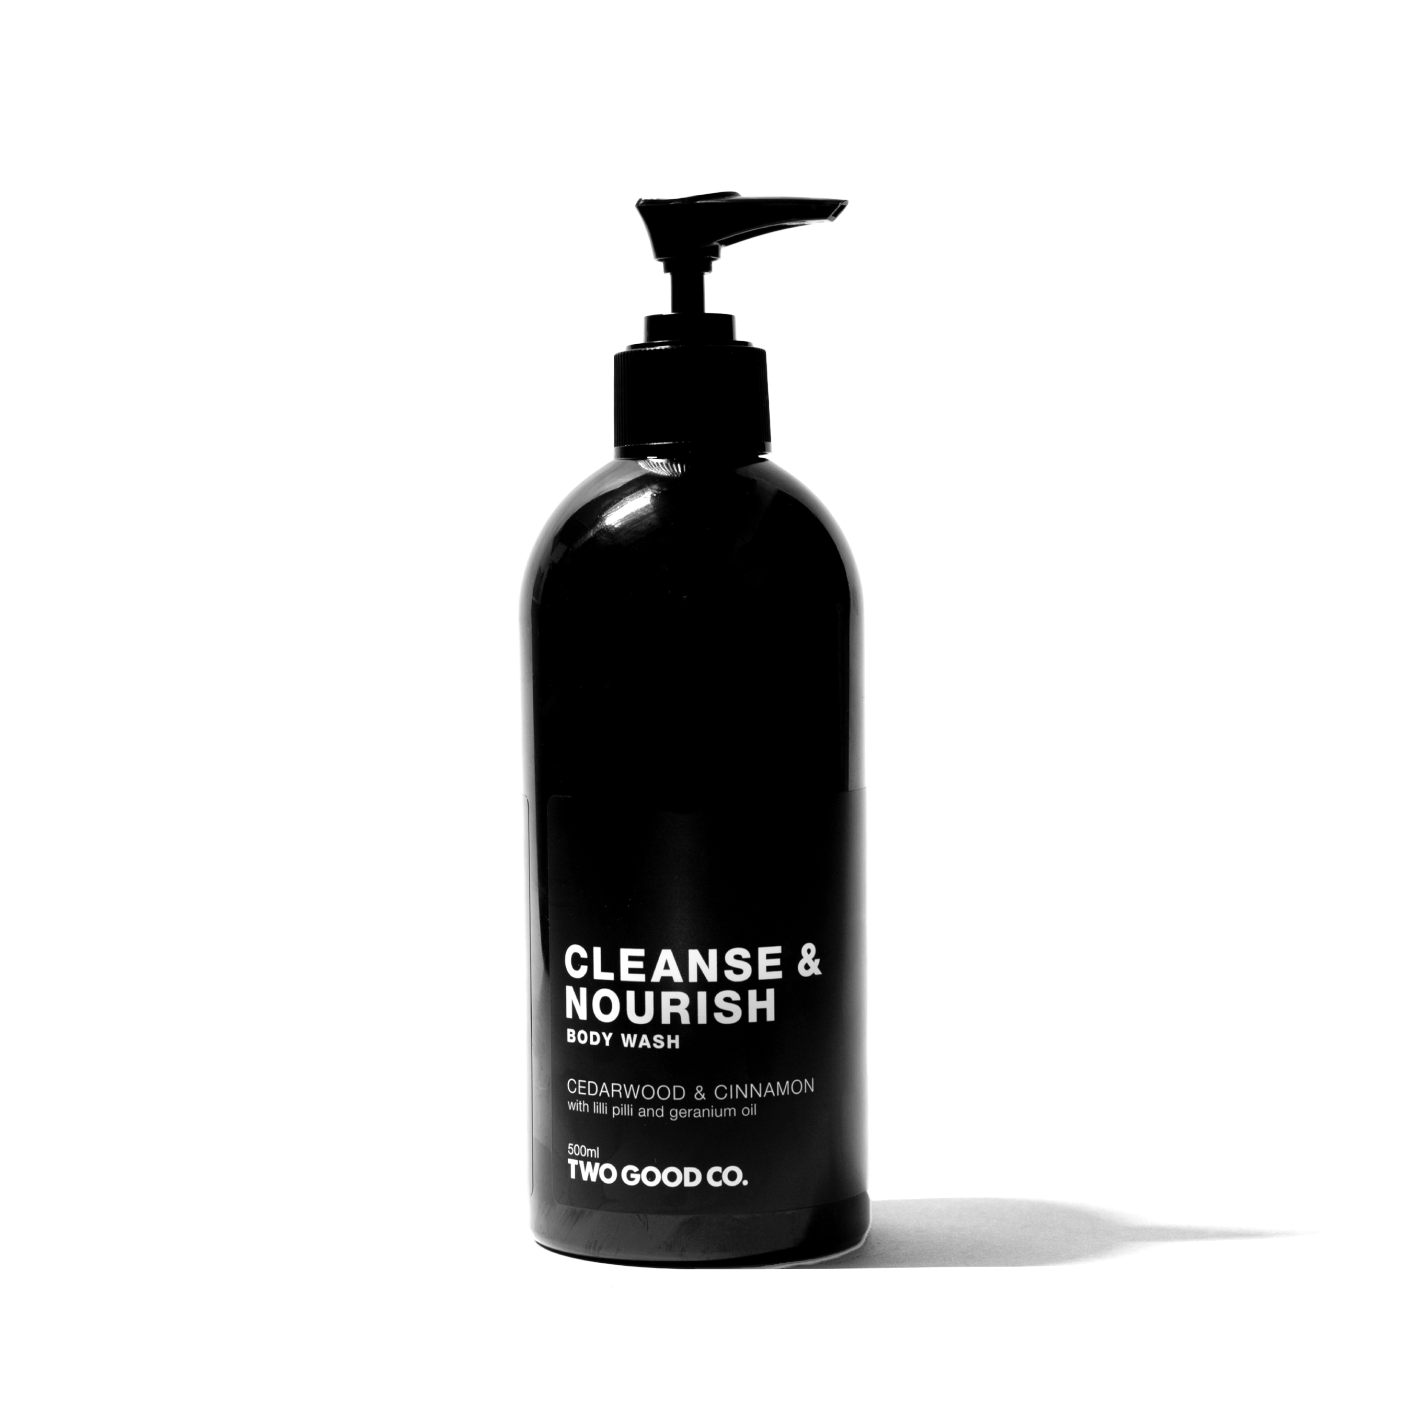 CLEANSE &
NOURISH
BODY WASH
CEDARWOOD & CINNAMON
with lilli pilli and geranium oil
500ml
TWO GOOD CO.